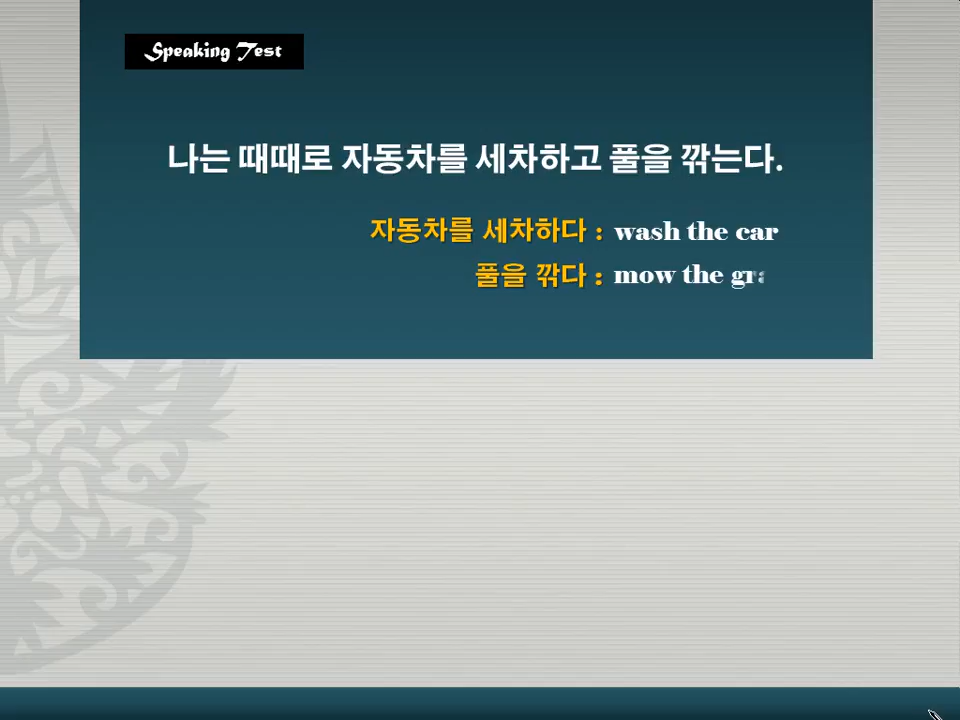 Speaking Test
나는 때때로 자동차를 세차하고 풀을 깎는다.
자동차를 세차하다 : wash the car
풀을 깎다 : mow the